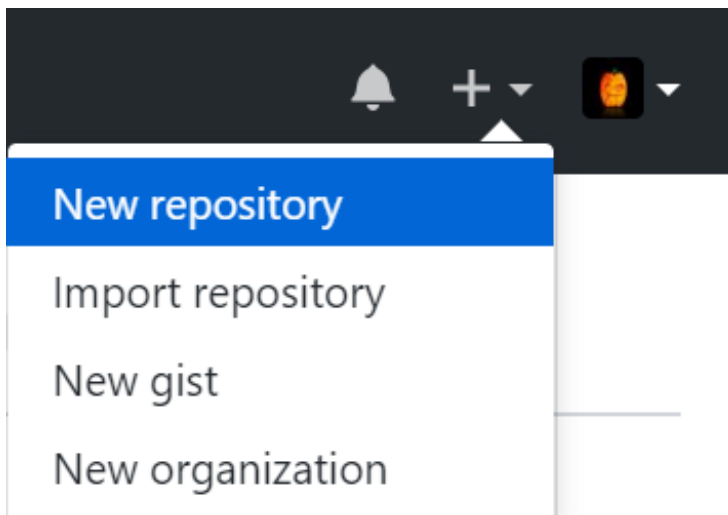 New repository
Import repository
New gist
New organization